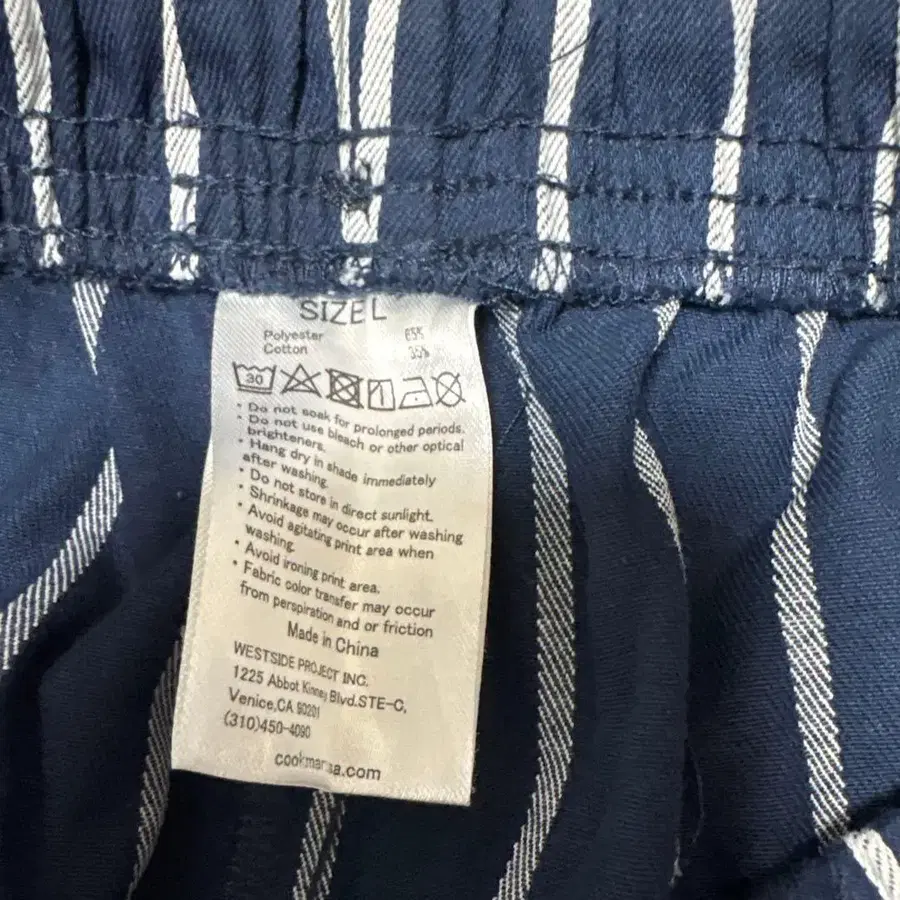 SIZE L
Polyester 65%
Cotton 35%
30
• Do not soak for prolonged periods.
• Do not use bleach or other optical
brighteners.
• Hang dry in shade immediately
after washing.
• Do not store in direct sunlight.
• Shrinkage may occur after washing
• Avoid agitating print area when
washing.
• Avoid ironing print area.
• Fabric color transfer may occur
from perspiration and or friction
Made in China
WESTSIDE PROJECT INC.
1225 Abbot Kinney Blvd.STE-C,
Venice,CA 90201
(310)450-4090
cookman